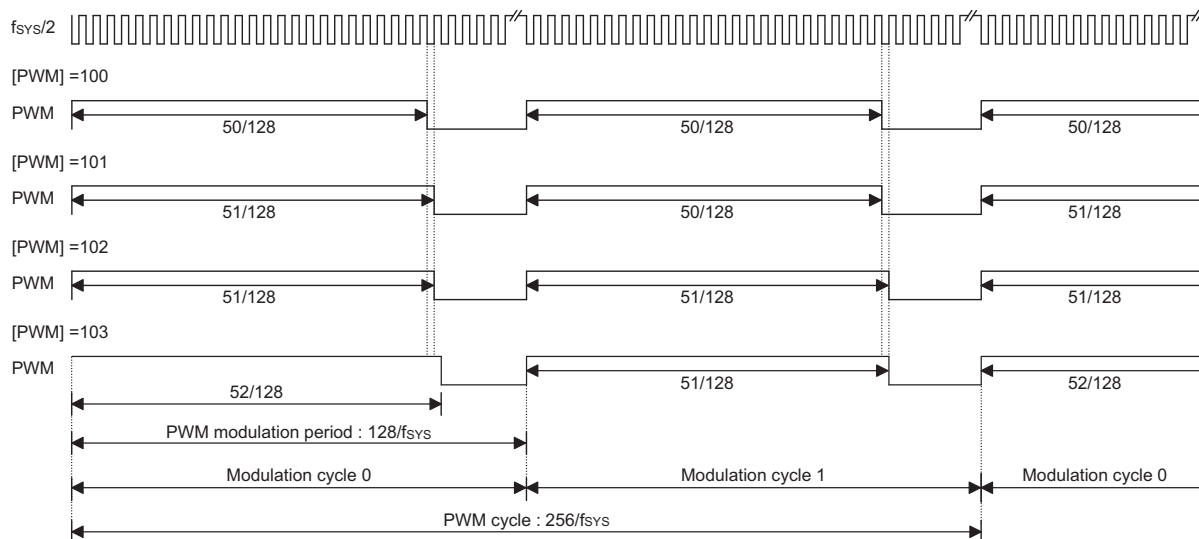 fSYS/2
[PWM] =100
PWM
50/128 50/128 50/128
[PWM] =101
PWM
51/128 50/128 51/128
[PWM] =102
PWM
51/128 51/128 51/128
[PWM] =103
PWM
52/128 51/128 52/128
PWM modulation period : 128/fSYS
Modulation cycle 0 Modulation cycle 1 Modulation cycle 0
PWM cycle : 256/fSYS